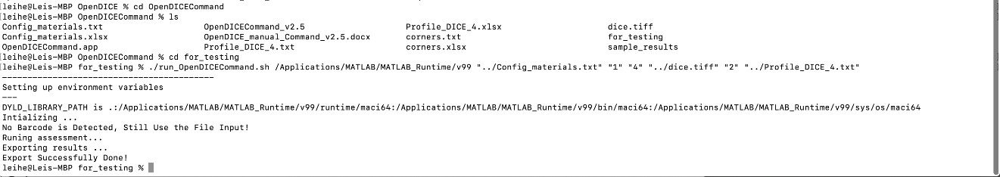 [leihe@Leis-MBP OpenDICE % cd OpenDICECommand
[leihe@Leis-MBP OpenDICECommand % ls
Config_materials.txt OpenDICECommand_v2.5 Profile_DICE_4.xlsx dice.tiff
Config_materials.xlsx OpenDICE_manual_Command_v2.5.docx corners.txt for_testing
OpenDICECommand.app Profile_DICE_4.txt corners.xlsx sample_results
[leihe@Leis-MBP OpenDICECommand % cd for_testing
[leihe@Leis-MBP for_testing % ./run_OpenDICECommand.sh /Applications/MATLAB/MATLAB_Runtime/v99 "../Config_materials.txt" "1" "4" "../dice.tiff" "2" "../Profile_DICE_4.txt"
------------------------------------------
Setting up environment variables
---
DYLD_LIBRARY_PATH is .:/Applications/MATLAB/MATLAB_Runtime/v99/runtime/maci64:/Applications/MATLAB/MATLAB_Runtime/v99/bin/maci64:/Applications/MATLAB/MATLAB_Runtime/v99/sys/os/maci64
Intializing ...
No Barcode is Detected, Still Use the File Input!
Runing assessment...
Exporting results ...
Export Successfully Done!
leihe@Leis-MBP for_testing %